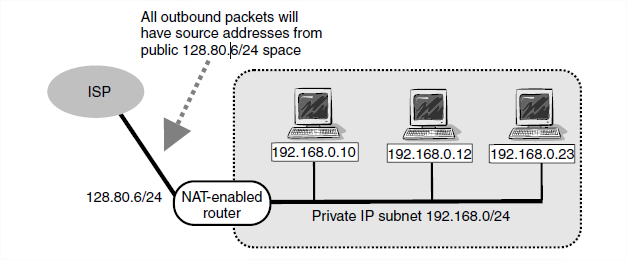 All outbound packets will
have source addresses from
public 128.80.6/24 space
ISP
192.168.0.10
192.168.0.12
192.168.0.23
128.80.6/24
NAT-enabled
router
Private IP subnet 192.168.0/24